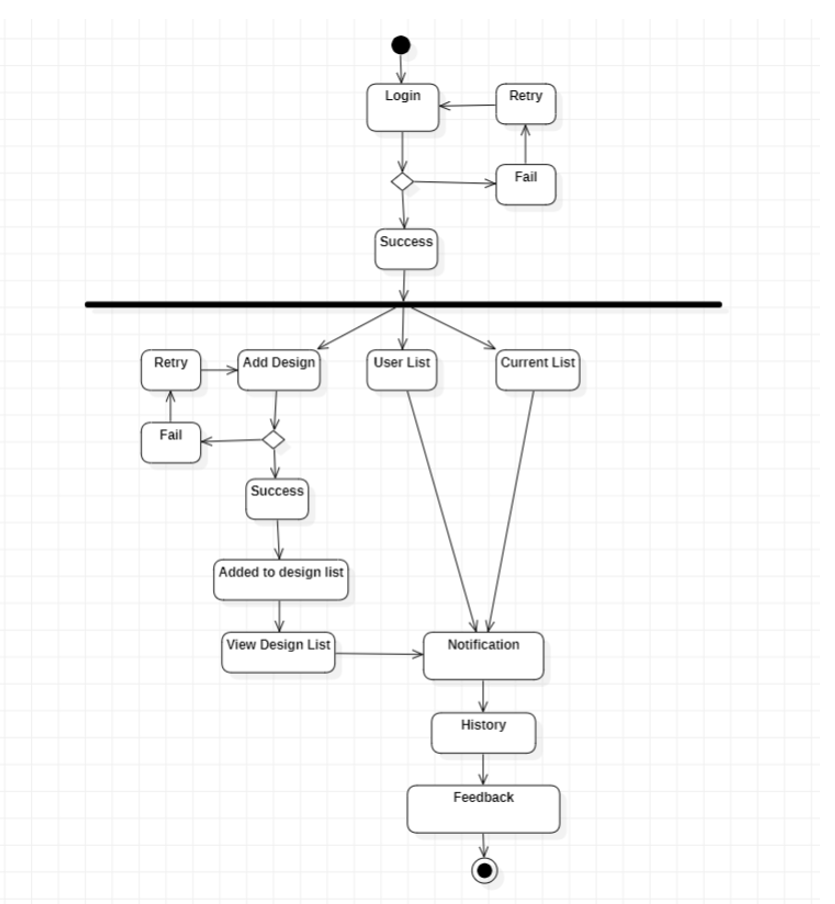 Login
Retry
Fail
Success
Add Design
User List
Current List
Retry
Fail
Success
Added to design list
View Design List
Notification
History
Feedback